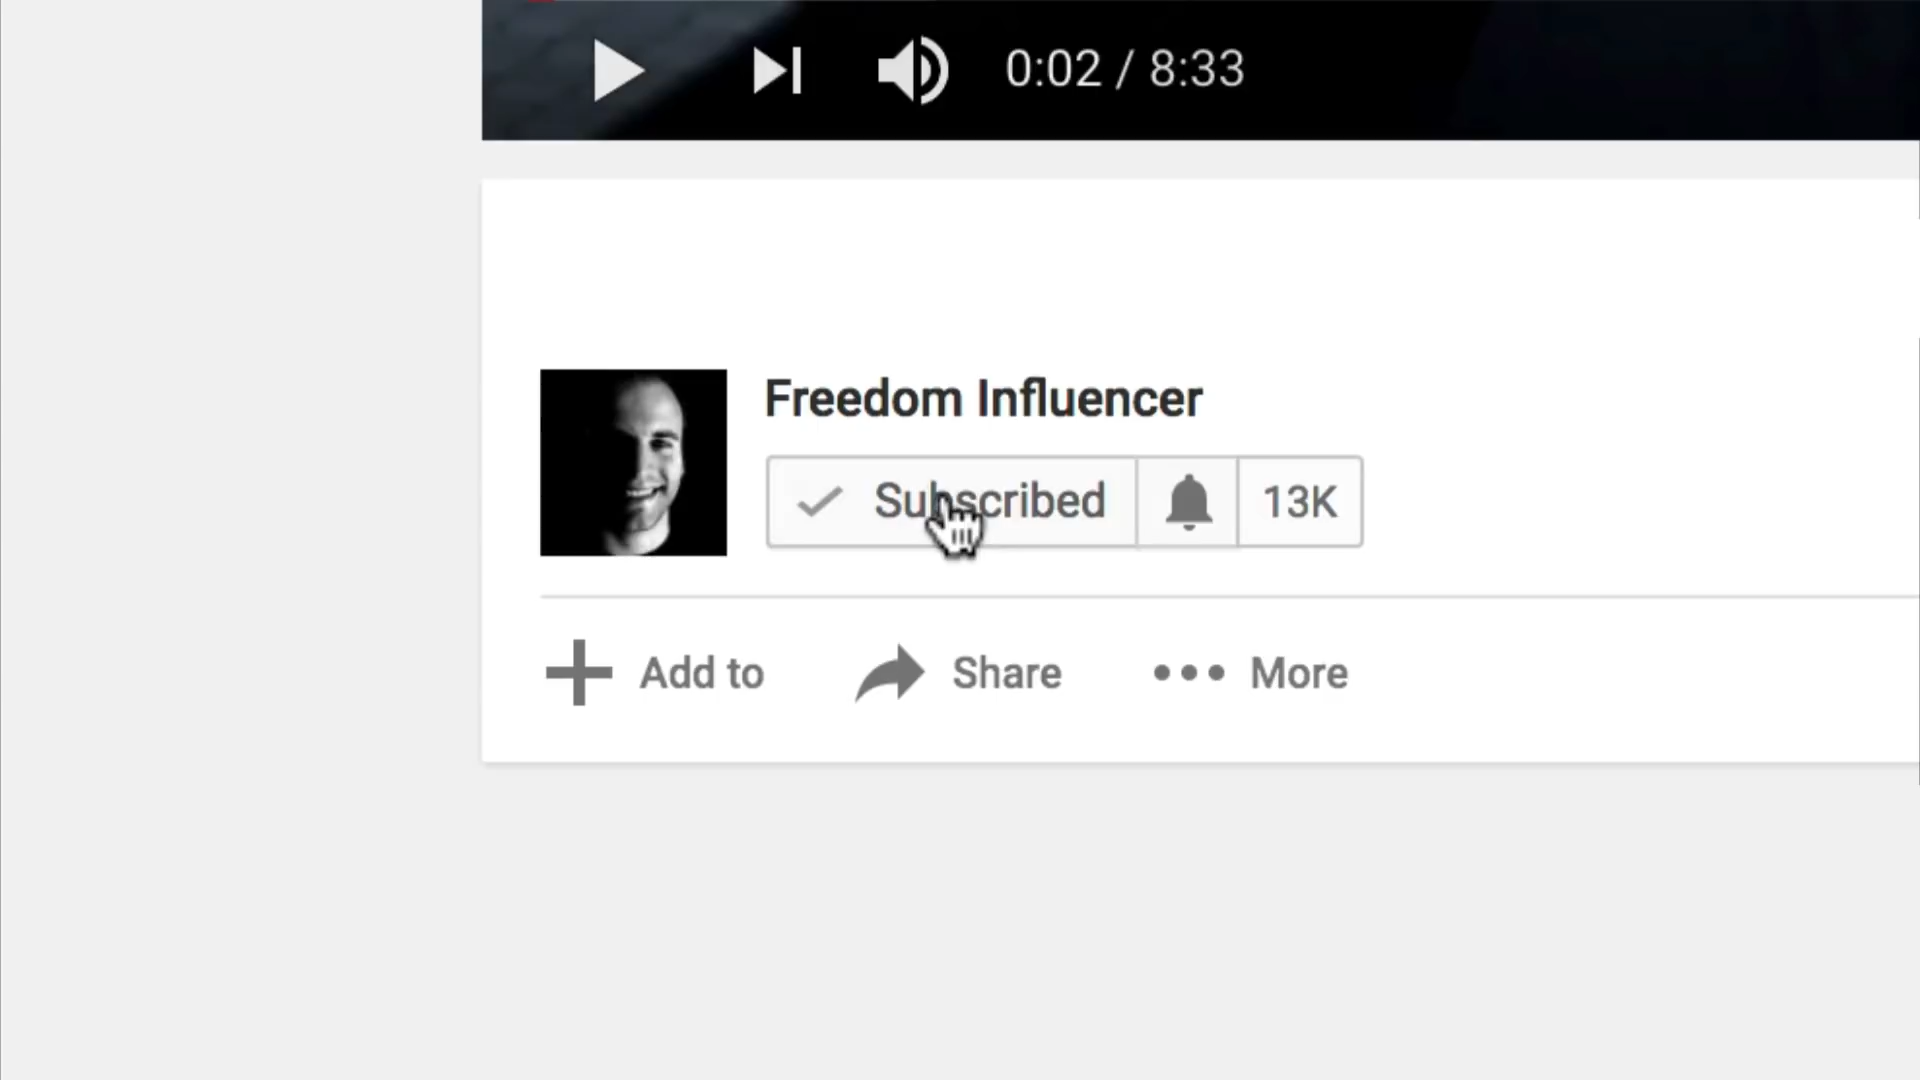 0:02 / 8:33
Freedom Influencer
Subscribed 13K
Add to Share More